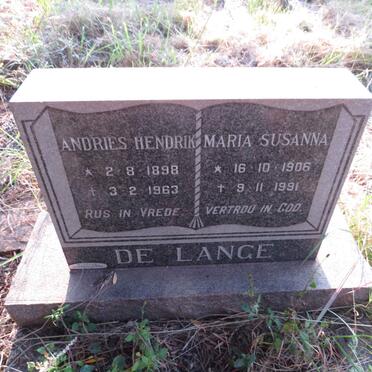 ANDRIES HENDRIK
* 2-8-1898
† 3-2-1963
RUS IN VREDE.
MARIA SUSANNA
* 16-10-1906
† 9-11-1991
VERTROU IN GOD.
DE LANGE